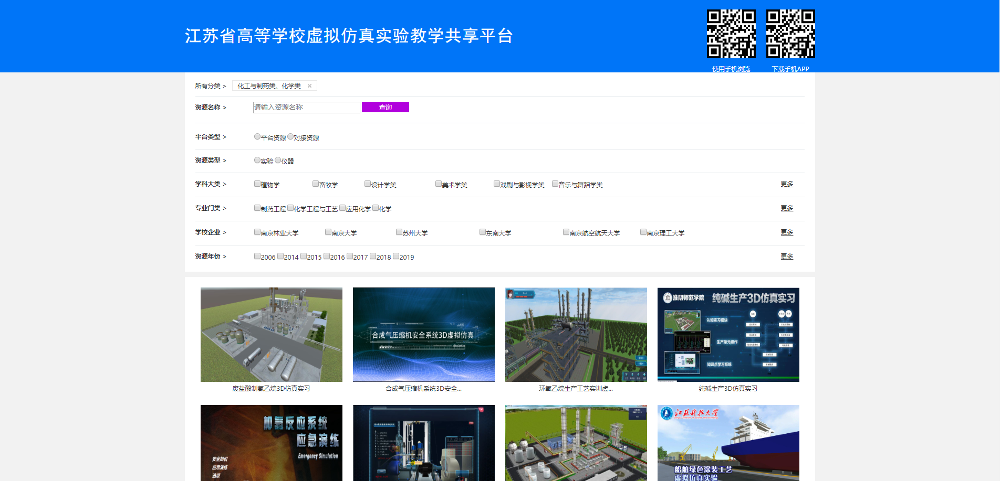 江苏省高等学校虚拟仿真实验教学共享平台
使用手机浏览 下载手机APP
所有分类 > 化工与制药类、化学类 ×
资源名称 > 请输入资源名称 查询
平台类型 > 平台资源 对接资源
资源类型 > 实验 仪器
学科大类 > 植物学 畜牧学 设计学类 美术学类 戏剧与影视学类 音乐与舞蹈学类 更多
专业门类 > 制药工程 化学工程与工艺 应用化学 化学 更多
学校企业 > 南京林业大学 南京大学 苏州大学 东南大学 南京航空航天大学 南京理工大学 更多
资源年份 > 2006 2014 2015 2016 2017 2018 2019 更多
合成气压缩机安全系统3D虚拟仿真
淮阴师范学院 纯碱生产3D仿真实习
认知实习模块
生产单元操作
知识点学习系统
废盐酸制氯乙烷3D仿真实习 合成气压缩机系统3D安全... 环氧乙烷生产工艺实训虚... 纯碱生产3D仿真实习
加氢反应系统
应急演练
Emergency Simulation
安全知识
应急演练
选项
江苏科技大学
船舶绿色涂装工艺
虚拟仿真实验